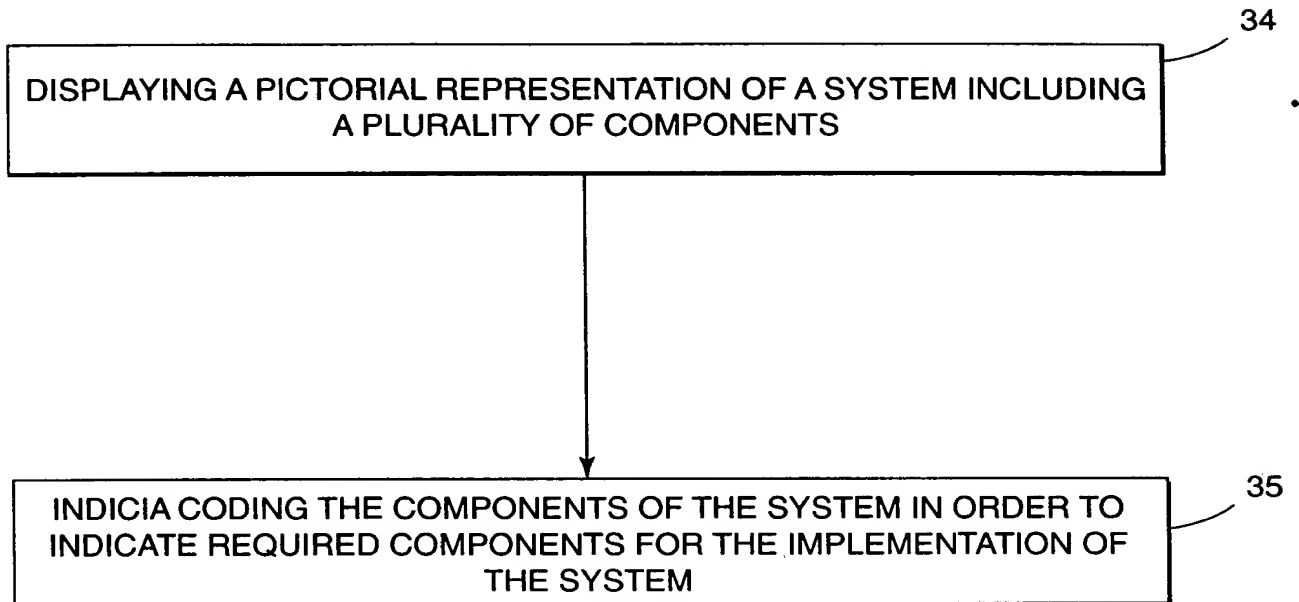 34
DISPLAYING A PICTORIAL REPRESENTATION OF A SYSTEM INCLUDING
A PLURALITY OF COMPONENTS
35
INDICIA CODING THE COMPONENTS OF THE SYSTEM IN ORDER TO
INDICATE REQUIRED COMPONENTS FOR THE IMPLEMENTATION OF
THE SYSTEM